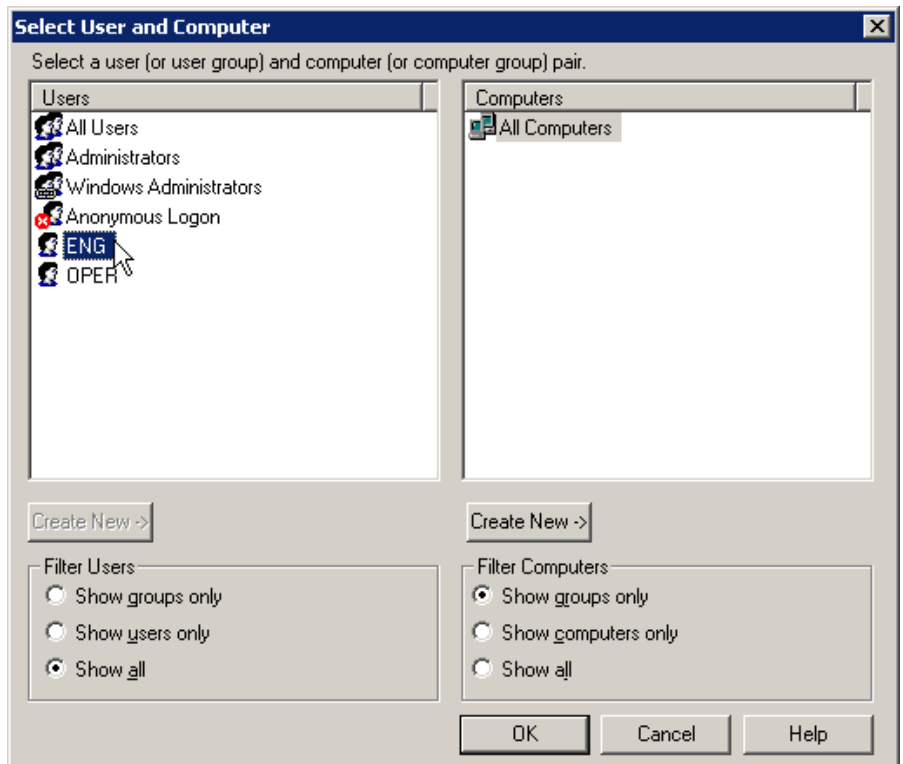 Select User and Computer
Select a user (or user group) and computer (or computer group) pair.
Users
All Users
Administrators
Windows Administrators
Anonymous Logon
ENG
OPER
Computers
All Computers
Create New ->
Create New ->
Filter Users
Show groups only
Show users only
Show all
Filter Computers
Show groups only
Show computers only
Show all
OK
Cancel
Help